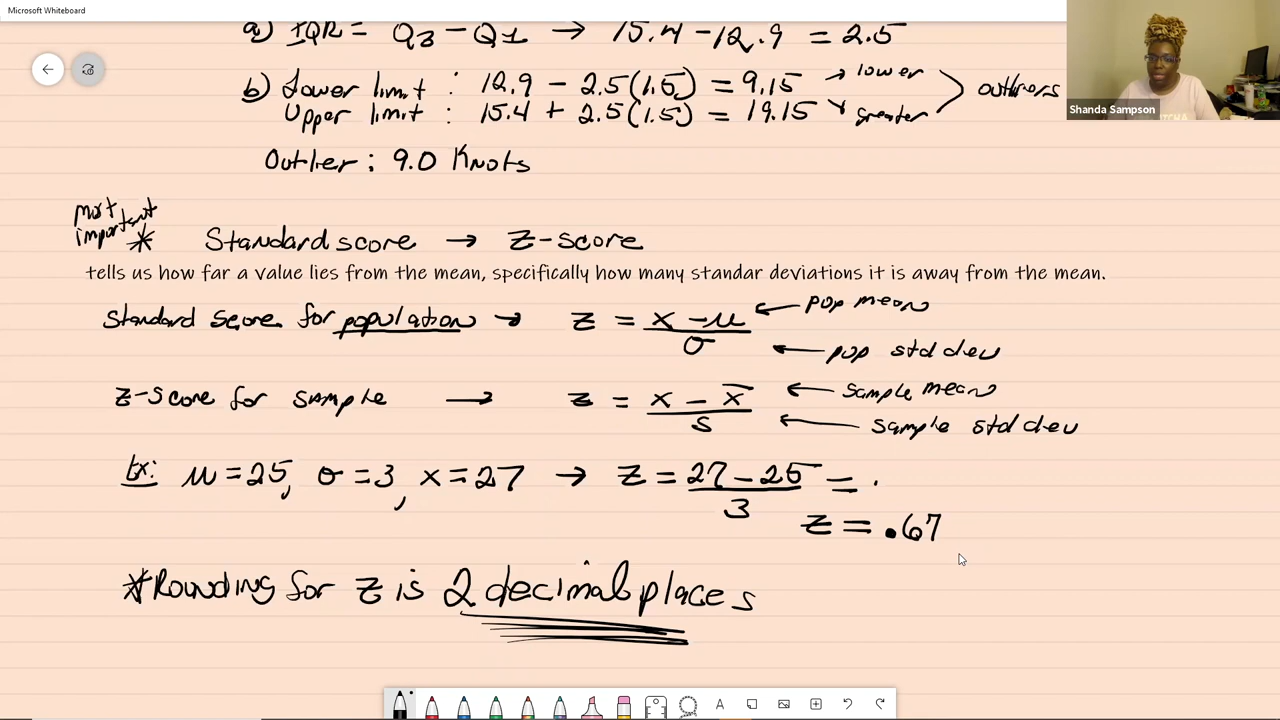 Microsoft Whiteboard
a) IQR = Q3 - Q1 → 15.4 - 12.9 = 2.5
b) Lower limit : 12.9 - 2.5(1.5) = 9.15 → lower
Upper limit : 15.4 + 2.5(1.5) = 19.15 ↘ greater
outliers
Shanda Sampson
Outlier : 9.0 Knots
most important * Standard score → Z-score
tells us how far a value lies from the mean, specifically how many standar deviations it is away from the mean.
Standard score for population → z = x - μ ← pop mean
σ ← pop std dev
z-score for sample → z = x - x̄ ← sample mean
s ← sample std dev
Ex: μ = 25, σ = 3, x = 27 → z = 27 - 25 = .
3
z = .67
*Rounding for z is 2 decimal places
A